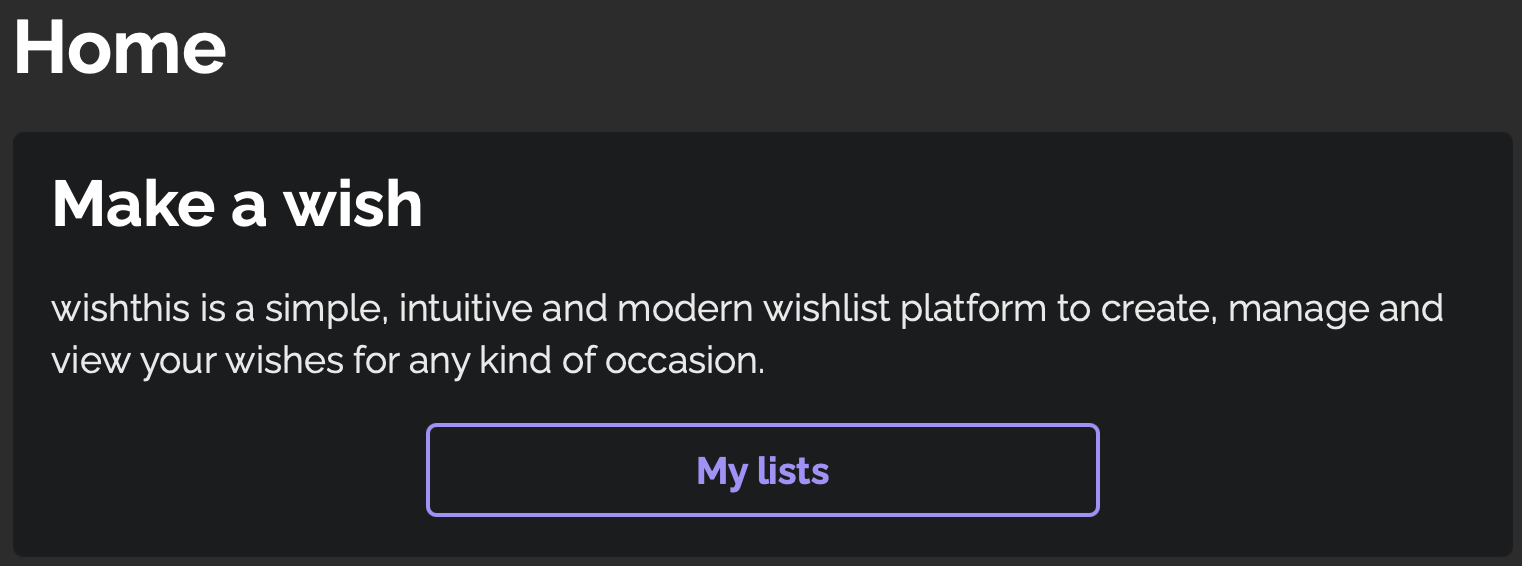 Home
Make a wish
wishthis is a simple, intuitive and modern wishlist platform to create, manage and
view your wishes for any kind of occasion.
My lists